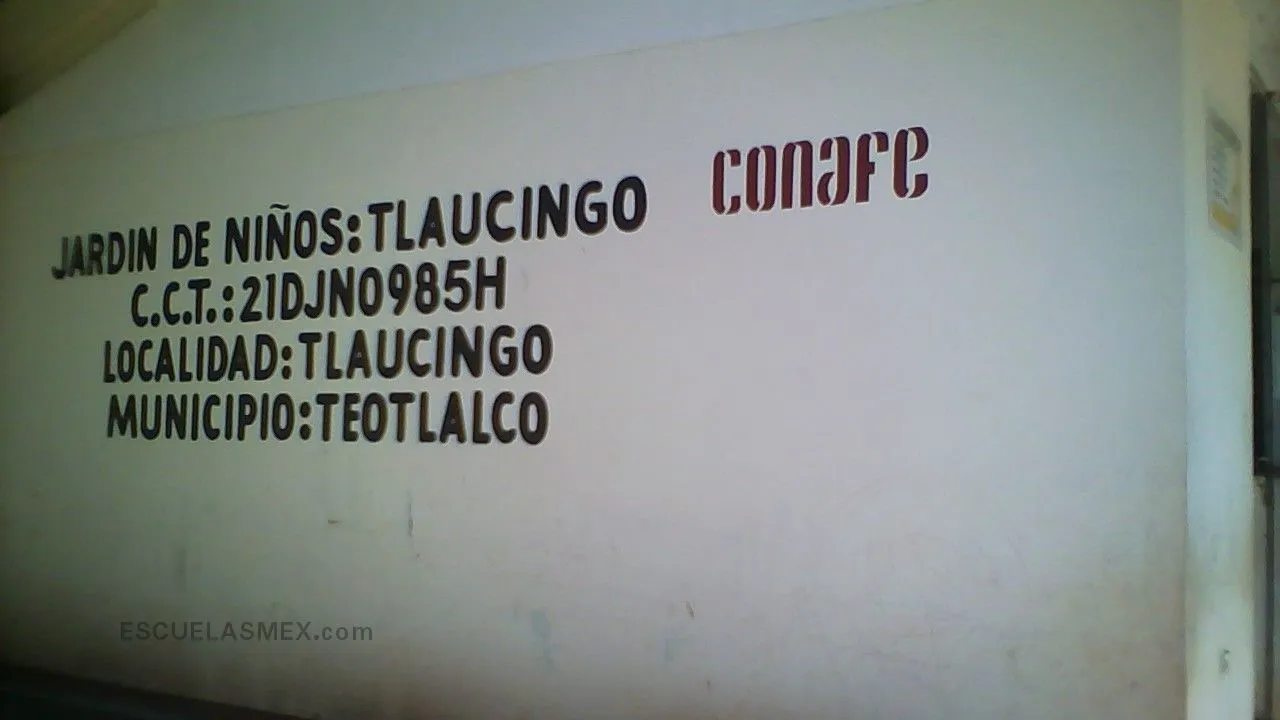 JARDIN DE NIÑOS:TLAUCINGO
conafe
C.C.T.:21DJN0985H
LOCALIDAD:TLAUCINGO
MUNICIPIO:TEOTLALCO
ESCUELASMEX.com